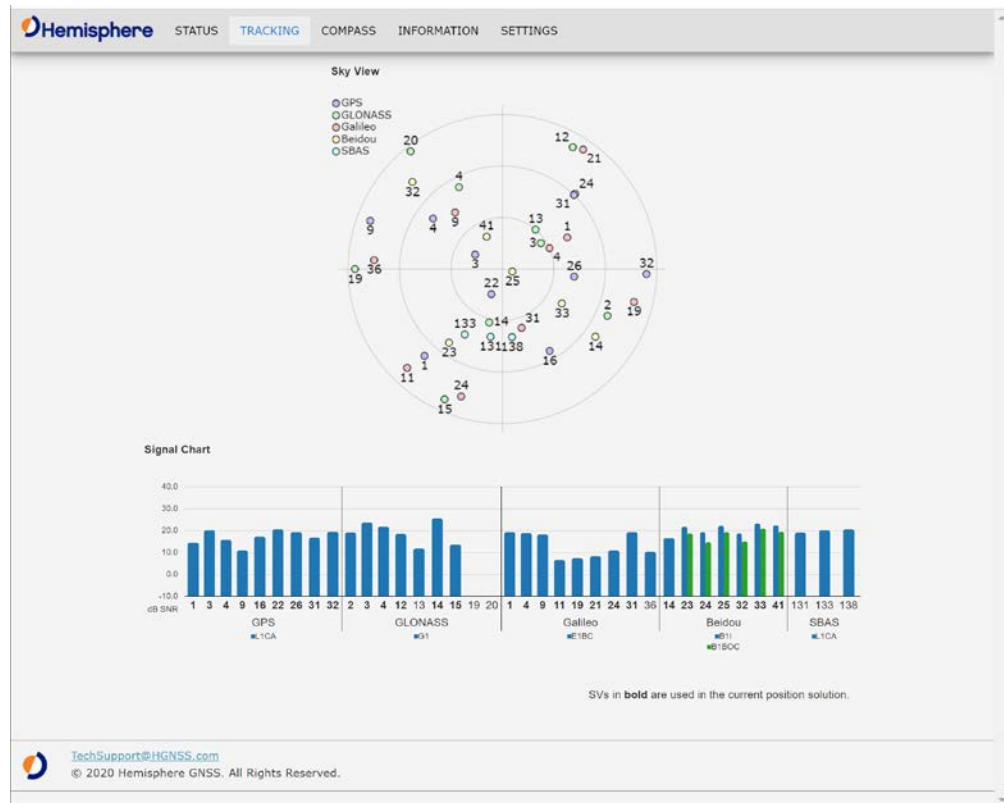 Hemisphere STATUS TRACKING COMPASS INFORMATION SETTINGS
Sky View
GPS
GLONASS
Galileo
Beidou
SBAS
20
12
21
32
4
24
31
9
4
9
41
13
1
3
4
19
36
3
26
32
22
25
33
2
19
133
14
31
131
138
23
14
1
16
11
24
15
Signal Chart
40.0
30.0
20.0
10.0
0.0
-10.0
dB SNR
1 3 4 9 16 22 26 31 32 2 3 4 12 13 14 15 19 20 1 4 9 11 19 21 24 31 36 14 23 24 25 32 33 41 131 133 138
GPS GLONASS Galileo Beidou SBAS
L1CA G1 E1BC B1I L1CA
B1BOC
SVs in bold are used in the current position solution.
TechSupport@HGNSS.com
© 2020 Hemisphere GNSS. All Rights Reserved.